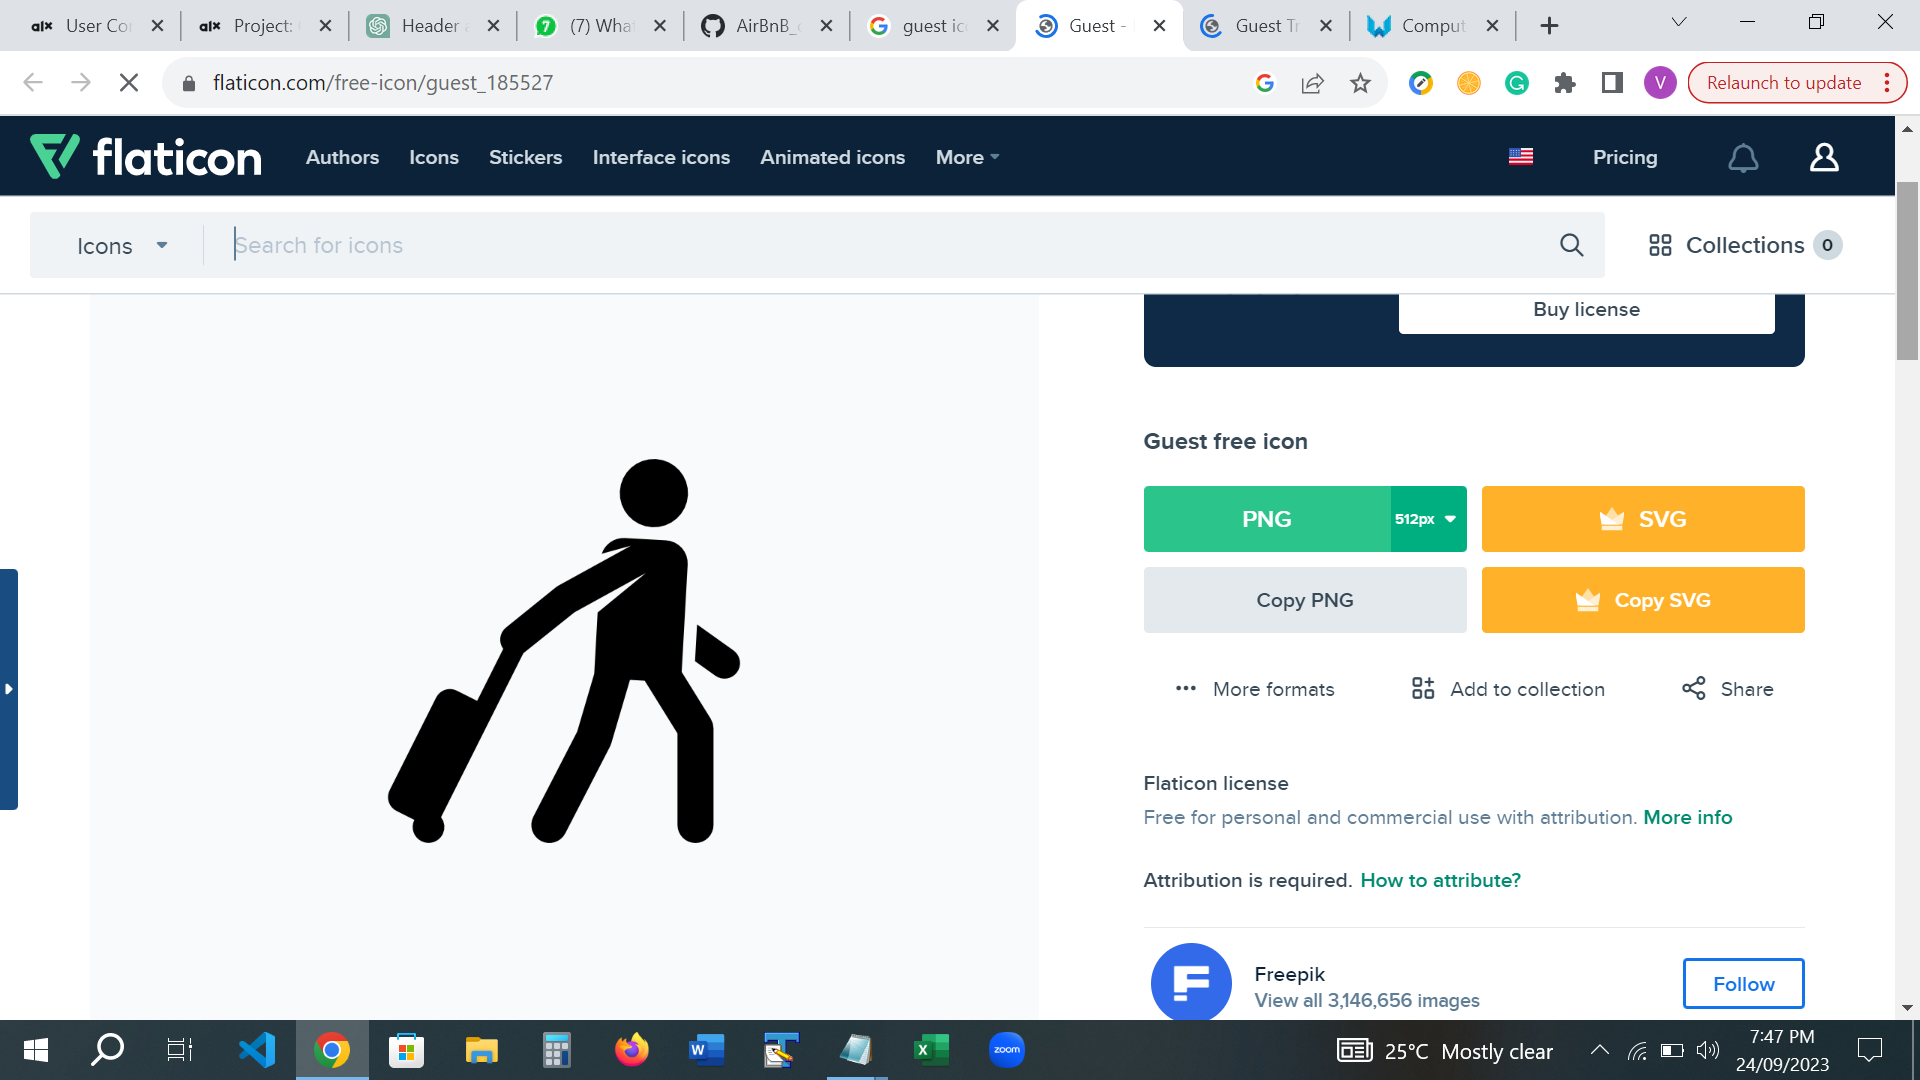 User Co
Project:
Header a
(7) What
AirBnB_c
guest ic
Guest -
Guest Tr
Comput
flaticon.com/free-icon/guest_185527
V
Relaunch to update
flaticon
Authors
Icons
Stickers
Interface icons
Animated icons
More
Pricing
Icons
Search for icons
Collections 0
Buy license
Guest free icon
PNG
512px
SVG
Copy PNG
Copy SVG
More formats
Add to collection
Share
Flaticon license
Free for personal and commercial use with attribution. More info
Attribution is required. How to attribute?
Freepik
View all 3,146,656 images
Follow
zoom
25°C Mostly clear
7:47 PM
24/09/2023